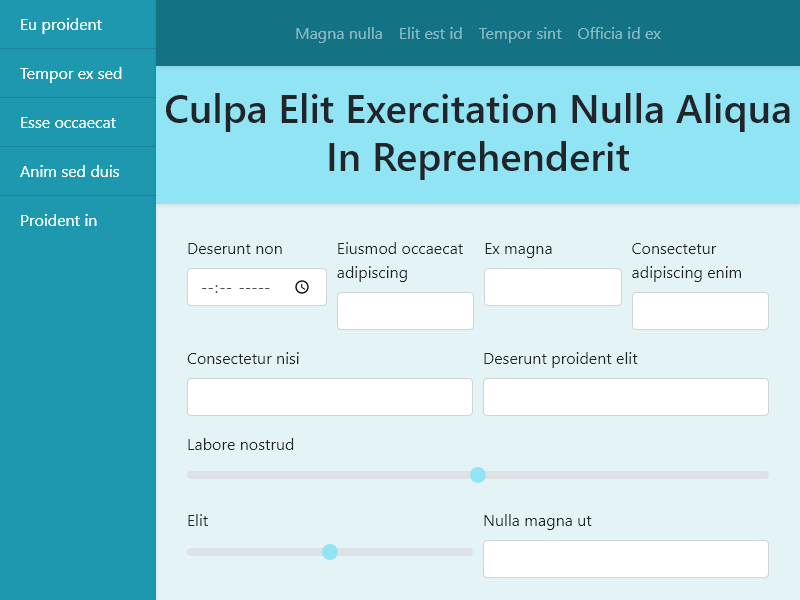 Eu proident
Tempor ex sed
Esse occaecat
Anim sed duis
Proident in
Magna nulla
Elit est id
Tempor sint
Officia id ex
Culpa Elit Exercitation Nulla Aliqua
In Reprehenderit
Deserunt non
--:-- -----
Eiusmod occaecat
adipiscing
Ex magna
Consectetur
adipiscing enim
Consectetur nisi
Deserunt proident elit
Labore nostrud
Elit
Nulla magna ut